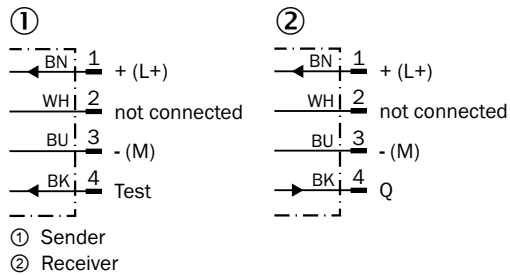 ① ②
BN 1 + (L+) BN 1 + (L+)
WH 2 not connected WH 2 not connected
BU 3 - (M) BU 3 - (M)
BK 4 Test BK 4 Q
① Sender
② Receiver